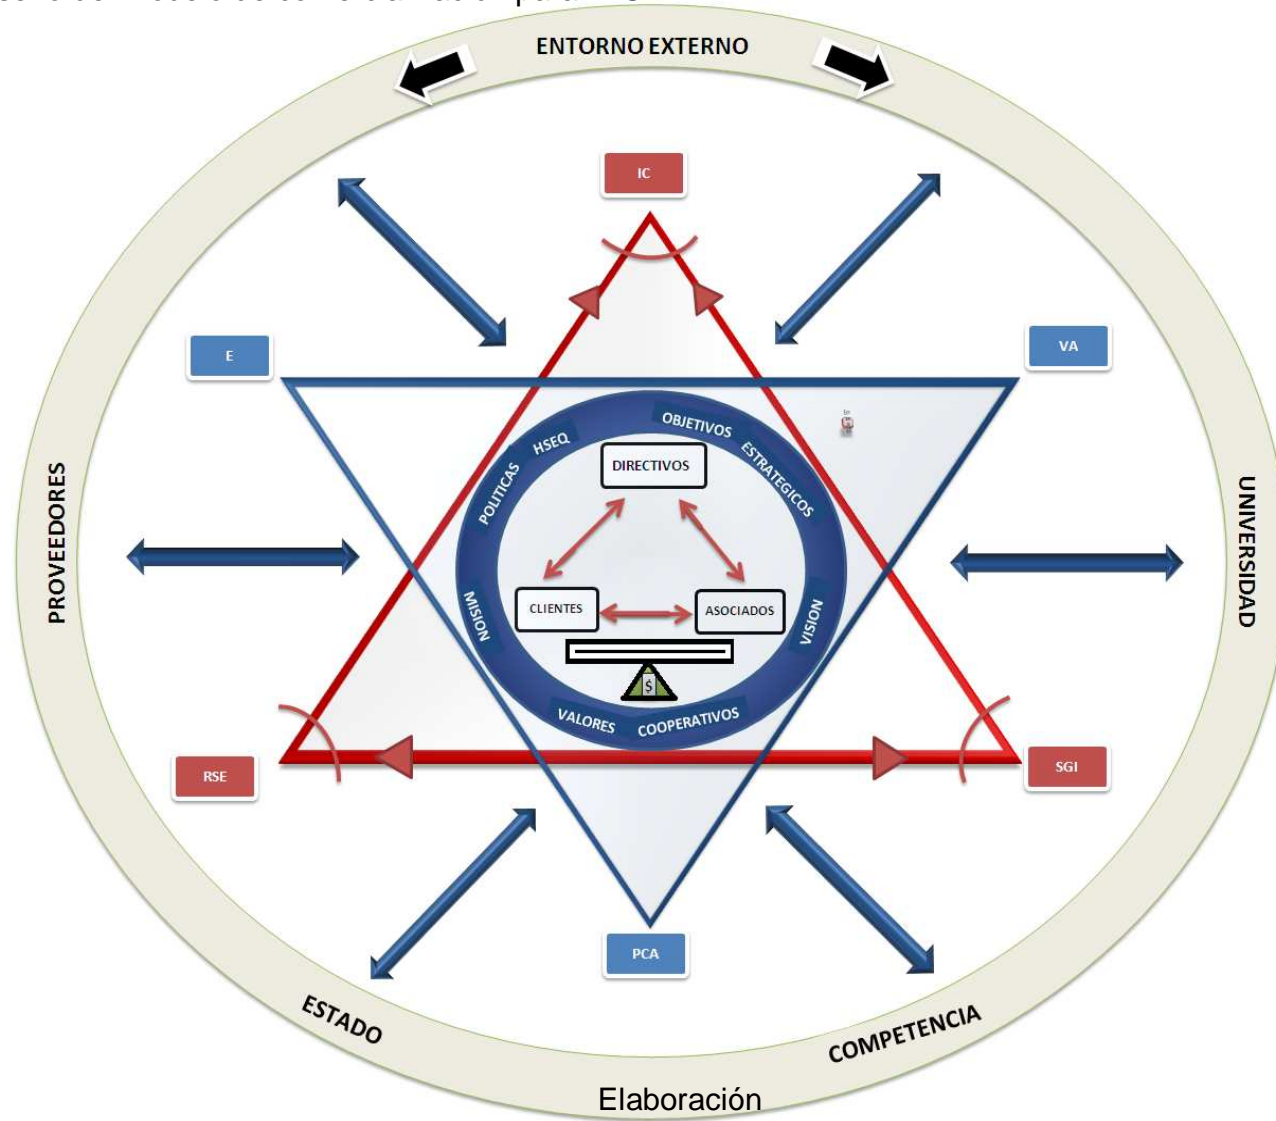 ENTORNO EXTERNO
IC
E
VA
OBJETIVOS ESTRATEGICOS
POLITICAS HSEQ
DIRECTIVOS
PROVEEDORES
UNIVERSIDAD
CLIENTES
ASOCIADOS
MISION
VISION
$
VALORES COOPERATIVOS
RSE
SGI
PCA
ESTADO
COMPETENCIA
Elaboración